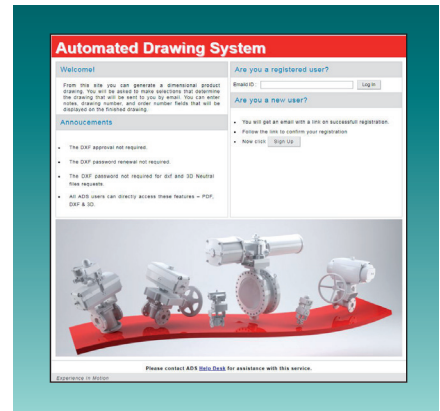 Automated Drawing System
Welcome!
From this site you can generate a dimensional product
drawing. You will be asked to make selections that determine
the drawing that will be sent to you by email. You can enter
notes, drawing number, and order number fields that will be
displayed on the finished drawing.
Annoucements
The DXF approval not required.
The DXF password renewal not required.
The DXF password not required for dxf and 3D Neutral
files requests.
All ADS users can directly access these features – PDF,
DXF & 3D.
Are you a registered user?
Emaild ID : Log In
Are you a new user?
You will get an email with a link on successfull registration.
Follow the link to confirm your registration
Now click Sign Up
Please contact ADS Help Desk for assistance with this service.
Experience In Motion